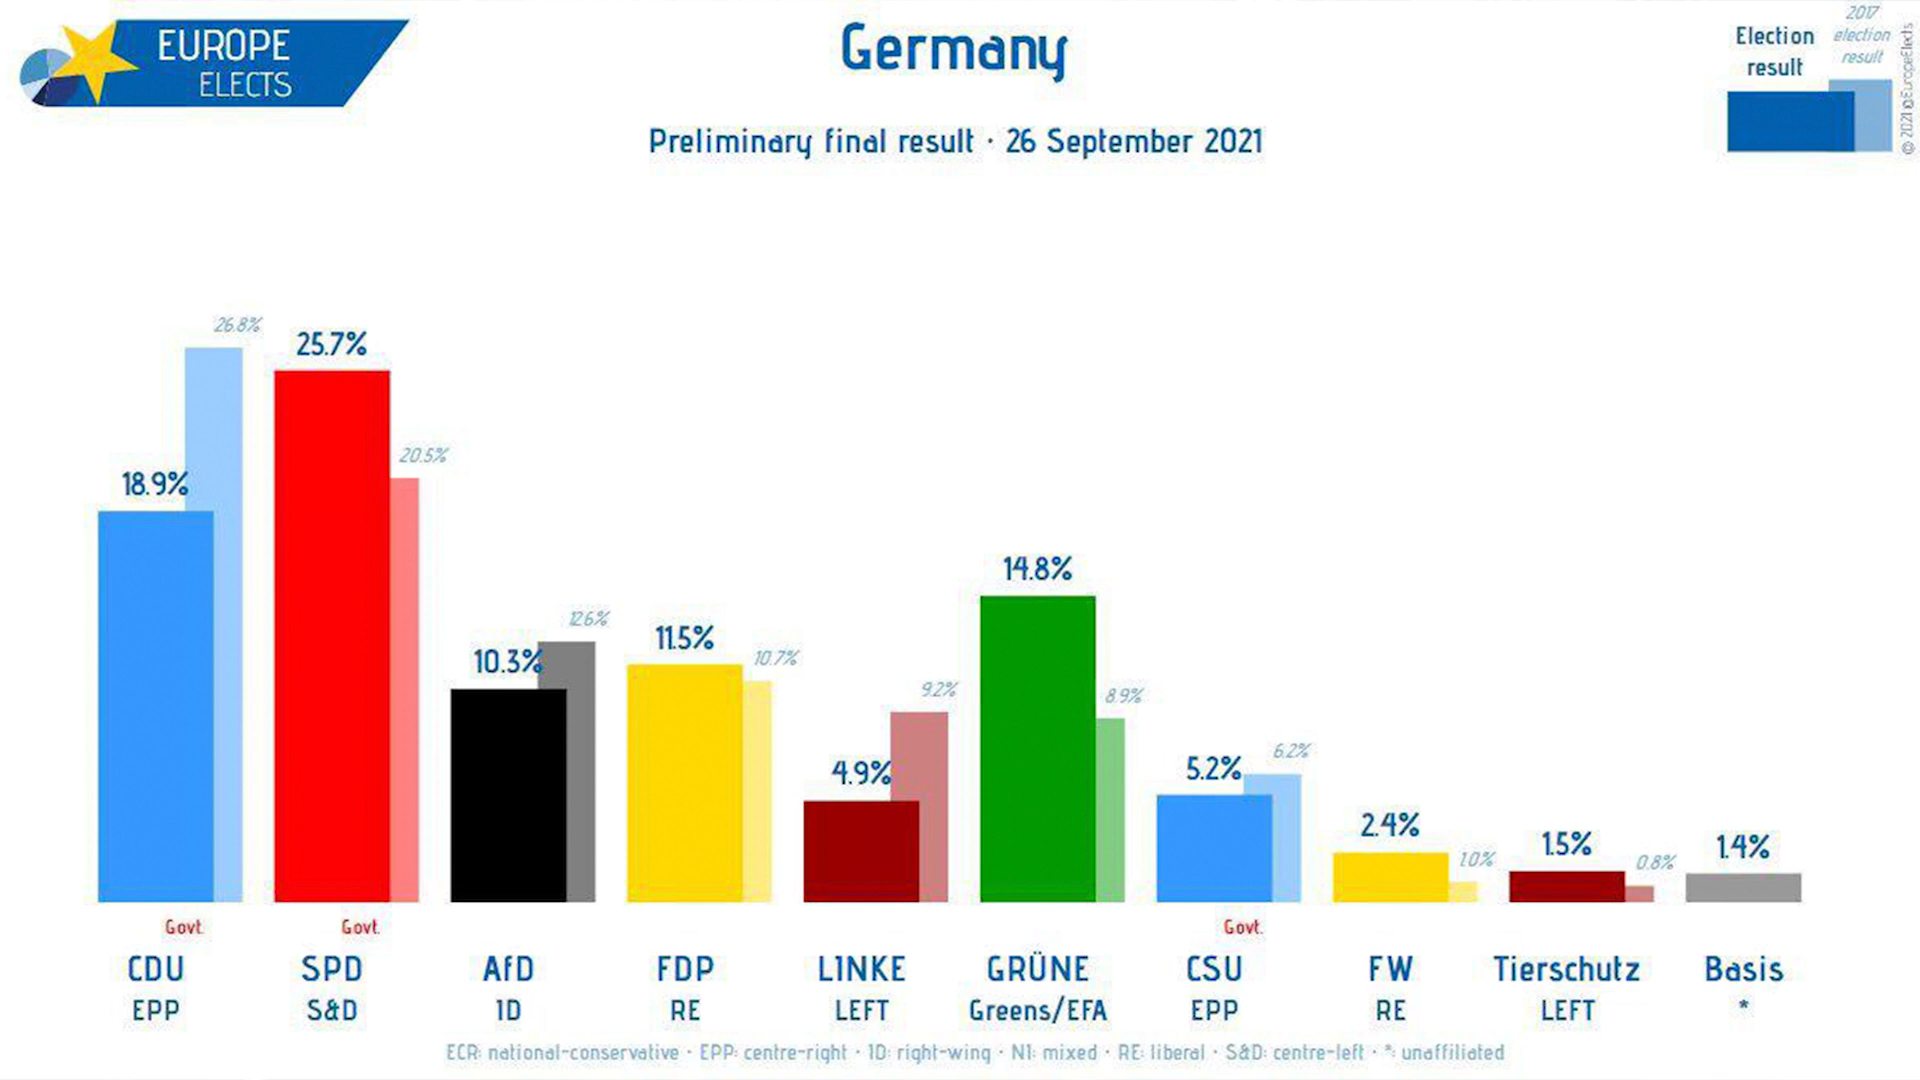 EUROPE
ELECTS
Germany
Preliminary final result · 26 September 2021
Election
result
2017
election
result
© 2021 @EuropeElects
26.8%
18.9%
25.7%
20.5%
10.3%
12.6%
11.5%
10.7%
4.9%
9.2%
14.8%
8.9%
5.2%
6.2%
2.4%
1.0%
1.5%
0.8%
1.4%
Govt.
Govt.
Govt.
CDU SPD AfD FDP LINKE GRÜNE CSU FW Tierschutz Basis
EPP S&D ID RE LEFT Greens/EFA EPP RE LEFT *
ECR: national-conservative · EPP: centre-right · ID: right-wing · NI: mixed · RE: liberal · S&D: centre-left · *: unaffiliated